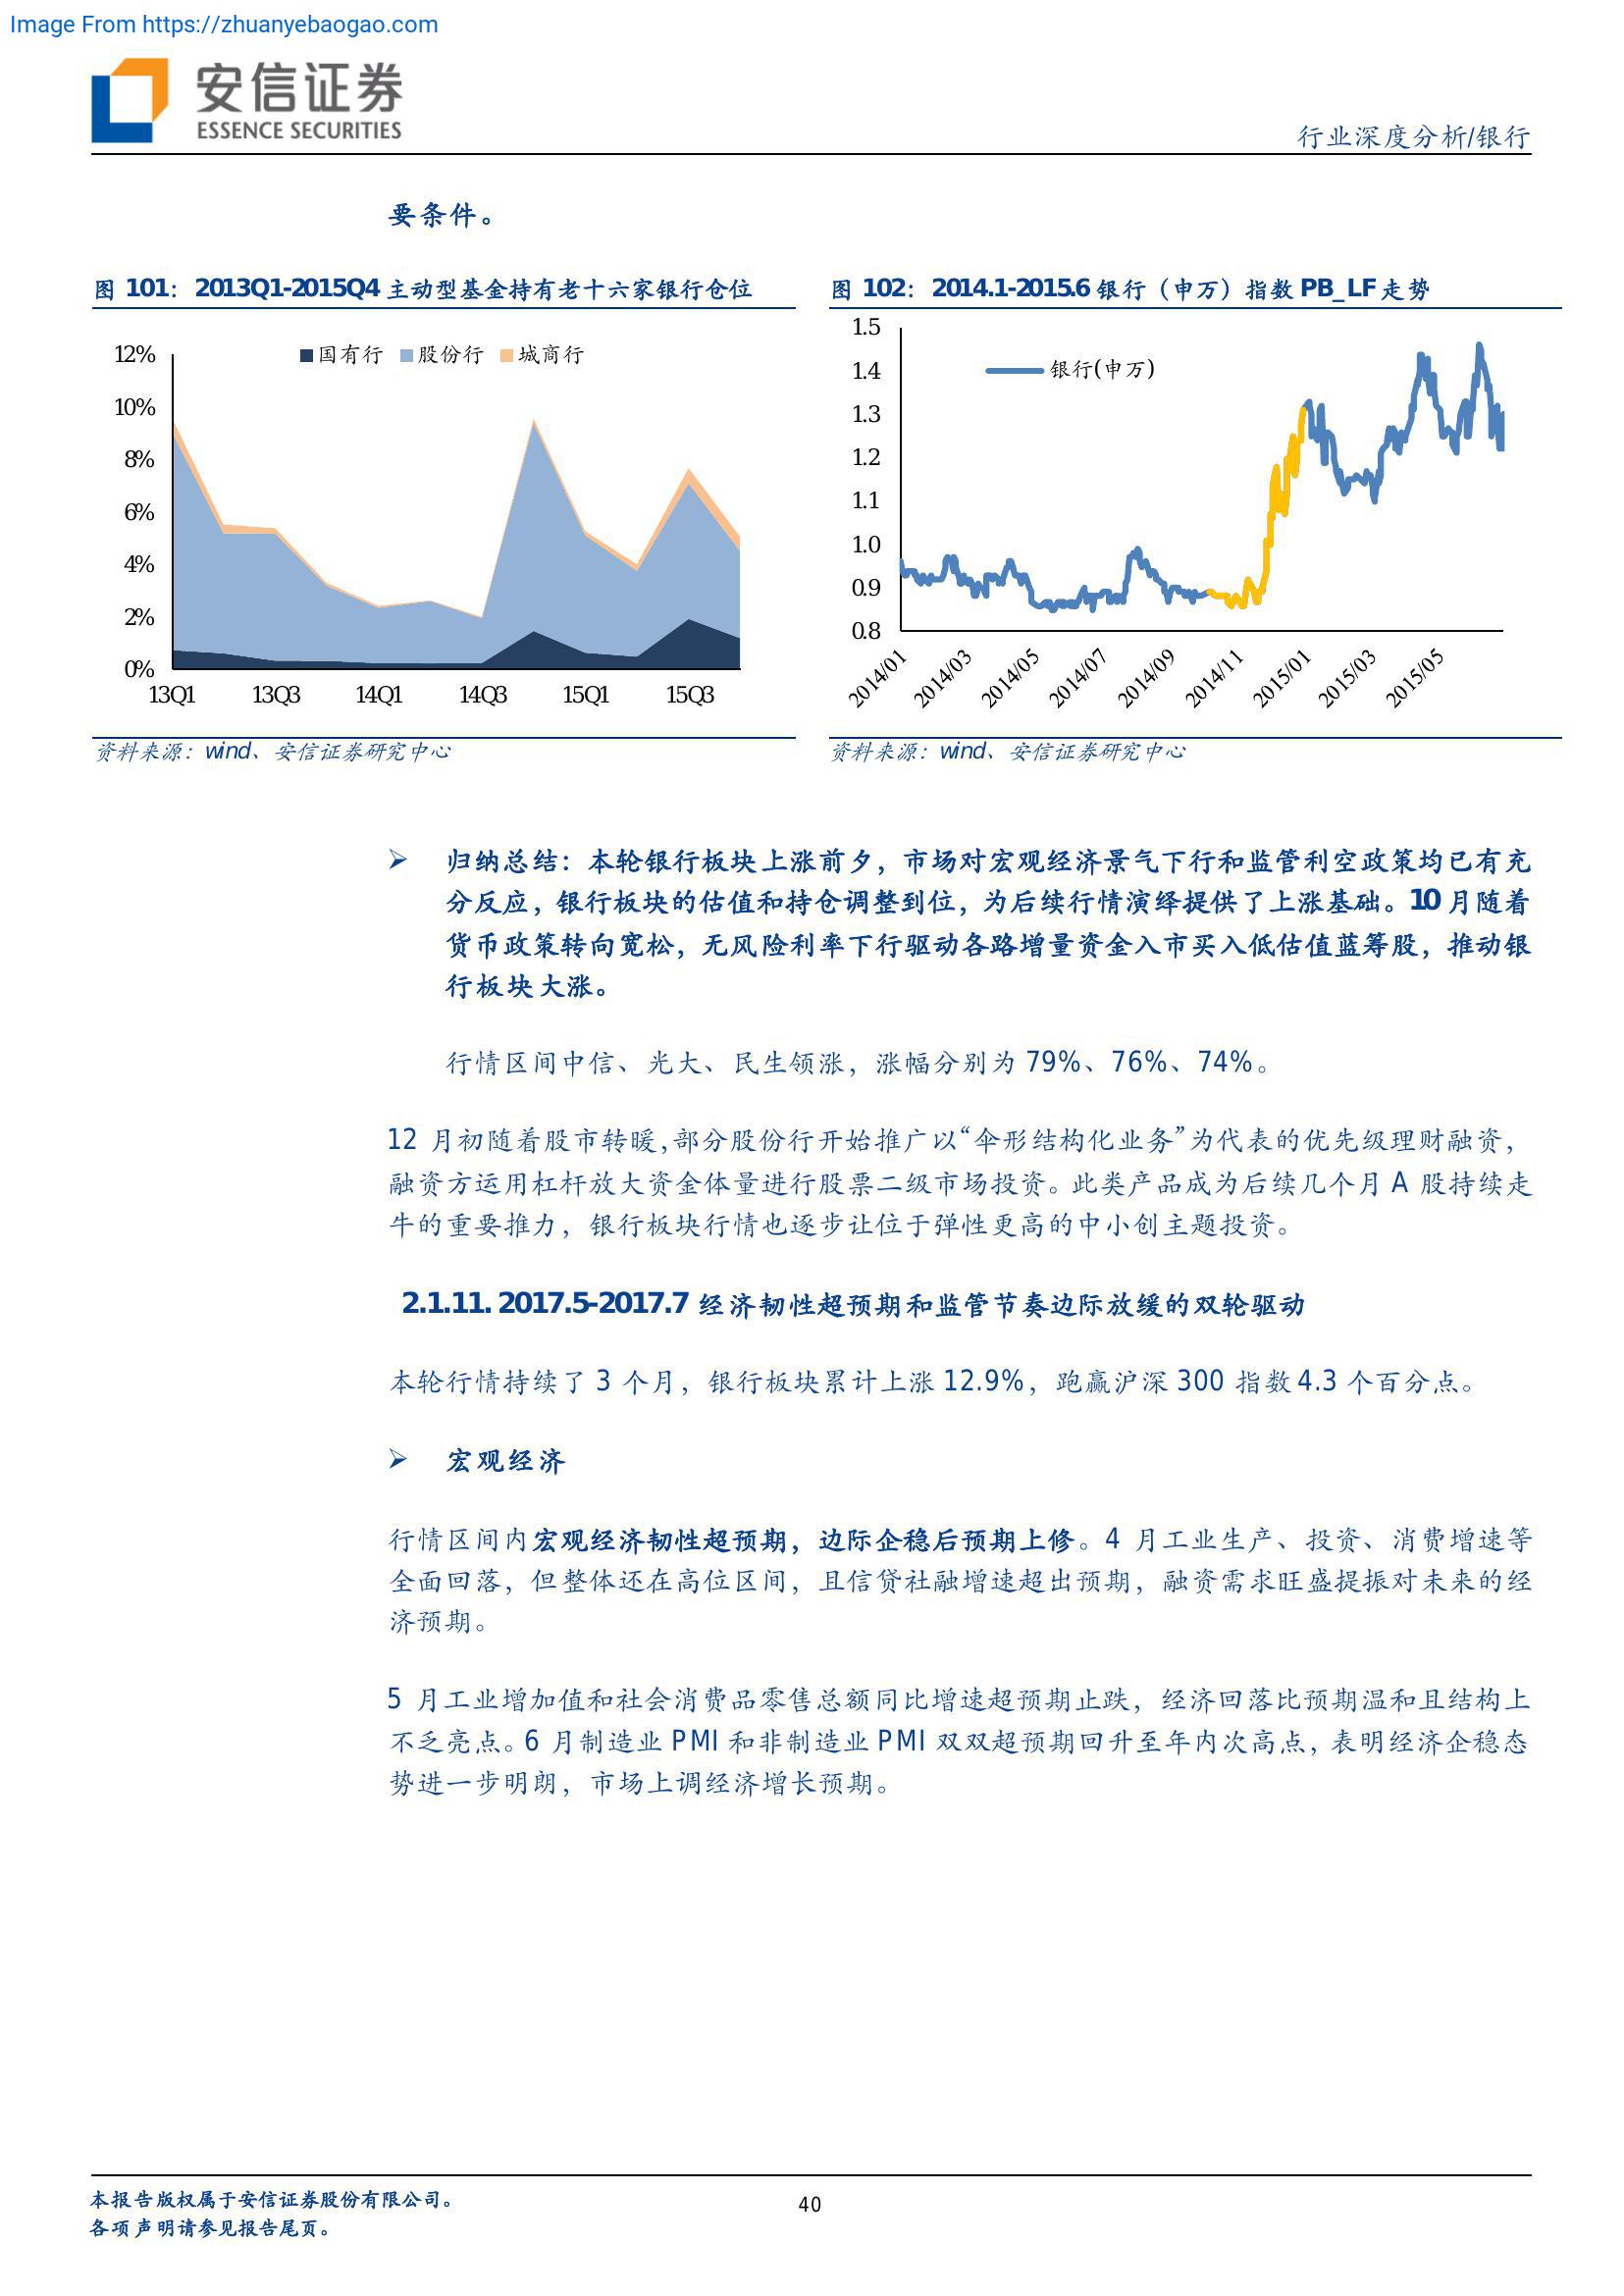 Image From https://zhuanyebaogao.com
安信证券
ESSENCE SECURITIES
行业深度分析/银行
要条件。
图 101： 2013Q1-2015Q4 主动型基金持有老十六家银行仓位
国有行 股份行 城商行
12%
10%
8%
6%
4%
2%
0%
13Q1 13Q3 14Q1 14Q3 15Q1 15Q3
资料来源：wind、安信证券研究中心
图 102： 2014.1-2015.6 银行（申万）指数 PB_LF 走势
银行(申万)
1.5
1.4
1.3
1.2
1.1
1.0
0.9
0.8
2014/01 2014/03 2014/05 2014/07 2014/09 2014/11 2015/01 2015/03 2015/05
资料来源：wind、安信证券研究中心
➢ 归纳总结：本轮银行板块上涨前夕，市场对宏观经济景气下行和监管利空政策均已有充
分反应，银行板块的估值和持仓调整到位，为后续行情演绎提供了上涨基础。10 月随着
货币政策转向宽松，无风险利率下行驱动各路增量资金入市买入低估值蓝筹股，推动银
行板块大涨。
行情区间中信、光大、民生领涨，涨幅分别为 79%、76%、74%。
12 月初随着股市转暖，部分股份行开始推广以“伞形结构化业务”为代表的优先级理财融资，
融资方运用杠杆放大资金体量进行股票二级市场投资。此类产品成为后续几个月 A 股持续走
牛的重要推力，银行板块行情也逐步让位于弹性更高的中小创主题投资。
2.1.11. 2017.5-2017.7 经济韧性超预期和监管节奏边际放缓的双轮驱动
本轮行情持续了 3 个月，银行板块累计上涨 12.9%，跑赢沪深 300 指数 4.3 个百分点。
➢ 宏观经济
行情区间内宏观经济韧性超预期，边际企稳后预期上修。4 月工业生产、投资、消费增速等
全面回落，但整体还在高位区间，且信贷社融增速超出预期，融资需求旺盛提振对未来的经
济预期。
5 月工业增加值和社会消费品零售总额同比增速超预期止跌，经济回落比预期温和且结构上
不乏亮点。6 月制造业 PMI 和非制造业 PMI 双双超预期回升至年内次高点，表明经济企稳态
势进一步明朗，市场上调经济增长预期。
本报告版权属于安信证券股份有限公司。
各项声明请参见报告尾页。
40